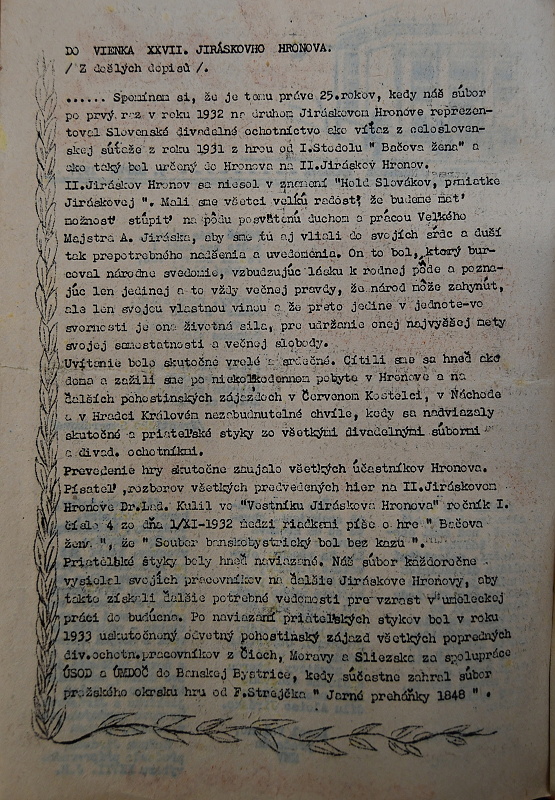 DO VIENKA XXVII. JIRÁSKOVHO HRONOVA.
/ Z došlých dopisů /.
...... Spomínam si, že je tomu práve 25.rokov, kedy náš súbor
po prvý raz v roku 1932 na druhom Jiráskovom Hronove reprezen-
toval Slovenské divadelné ochotníctvo ako víťaz z celosloven-
skej súťaže z roku 1931 z hrou od I.Stodolu " Bačova žena" a
ako taký bol určený do Hronova na II.Jiráskov Hronov.
II.Jiráskov Hronov sa niesol v znamení "Hold Slovákov, pamiatke
Jiráskovej ". Mali sme všetci veľkú radosť, že budeme mať
možnosť stúpiť na pôdu posvätenú duchom a prácou Veľkého
Majstra A. Jiráska, aby sme tu aj vliali do svojich sŕdc a duší
tak prepotrebného nadšenia a uvedomenia. On to bol, ktorý bur-
coval národne svedomie, vzbudzujúc lásku k rodnej pôde a pozna-
júc len jedinej a to vždy večnej pravdy, že národ môže zahynúť,
ale len svojou vlastnou vinou a že preto jedine v jednote-vo
svornosti je ona životná sila, pre udržanie onej najvyššej mety
svojej samostatnosti a večnej slobody.
Uvítanie bolo skutočne vrelé a srdečné. Cítili sme sa hneď ako
doma a zažili sme po niekoľkodennom pobyte v Hronove a na
ďalších pohostinských zájazdoch v Červenom Kostelci, v Náchode
a v Hradci Královém nezabudnuteľné chvíle, kedy sa nadviazaly
skutočné a priateľské styky zo všetkými divadelnými súbormi
a divad. ochotníkmi.
Prevedenie hry skutočne zaujalo všetkých účastníkov Hronova.
Písateľ ,rozborov všetkých predvedených hier na II.Jiráskovom
Hronove Dr.Lad. Kulil vo "Vestníku Jiráskova Hronova" ročník I.
číslo 4 zo dňa 1/XI-1932 medzi riadkami píše o hre " Bačova
žena ", že " Soubor banskobystrický bol bez kazu ".
Priateľské styky boly hneď naviazané. Náš súbor každoročne
vysielal svojich pracovníkov na ďalšie Jiráskove Hronovy, aby
takto získali ďalšie potrebné vedomosti pre vzrast v umeleckej
práci do budúcna. Po naviazaní priateľských stykov bol v roku
1933 uskutočnený odvetný pohostinský zájazd všetkých popredných
div.ochotn.pracovníkov z Čiech, Moravy a Sliezska za spolupráce
ÚSOD a ÚMDOČ do Banskej Bystrice, kedy súčastne zahral súbor
pražského okrsku hru od F.Strejčka " Jarné preháňky 1848 " .